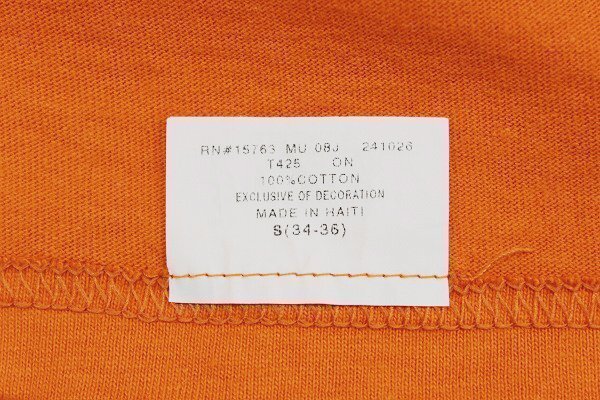 RN#15763 MU 08J 241026
T425 ON
100%COTTON
EXCLUSIVE OF DECORATION
MADE IN HAITI
S(34-36)